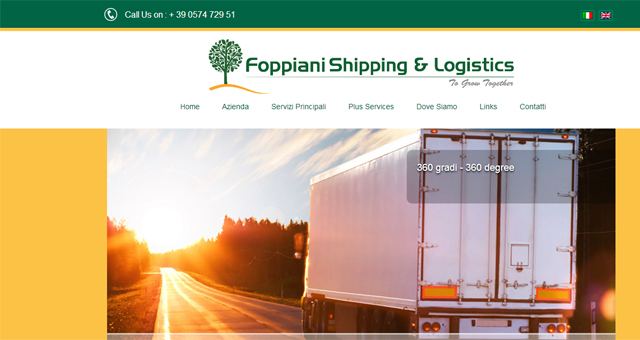 Call Us on : + 39 0574 729 51
Foppiani Shipping & Logistics
To Grow Together
Home Azienda Servizi Principali Plus Services Dove Siamo Links Contatti
360 gradi - 360 degree